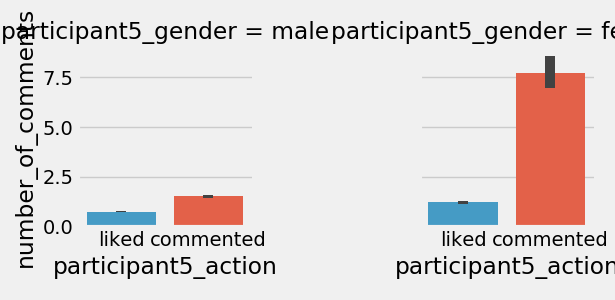 participant5_gender = male
participant5_gender = fe
number_of_comments
7.5
5.0
2.5
0.0
liked commented
liked commented
participant5_action
participant5_action